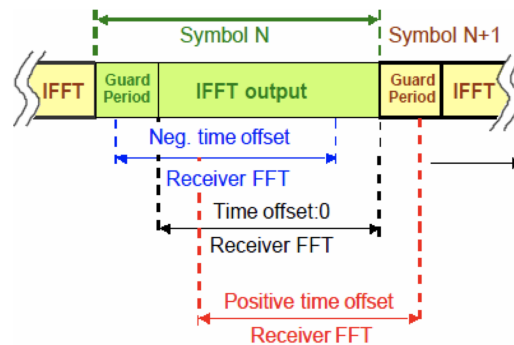 Symbol N
Symbol N+1
IFFT
Guard
Period
IFFT output
Guard
Period
IFFT
Neg. time offset
Receiver FFT
Time offset:0
Receiver FFT
Positive time offset
Receiver FFT